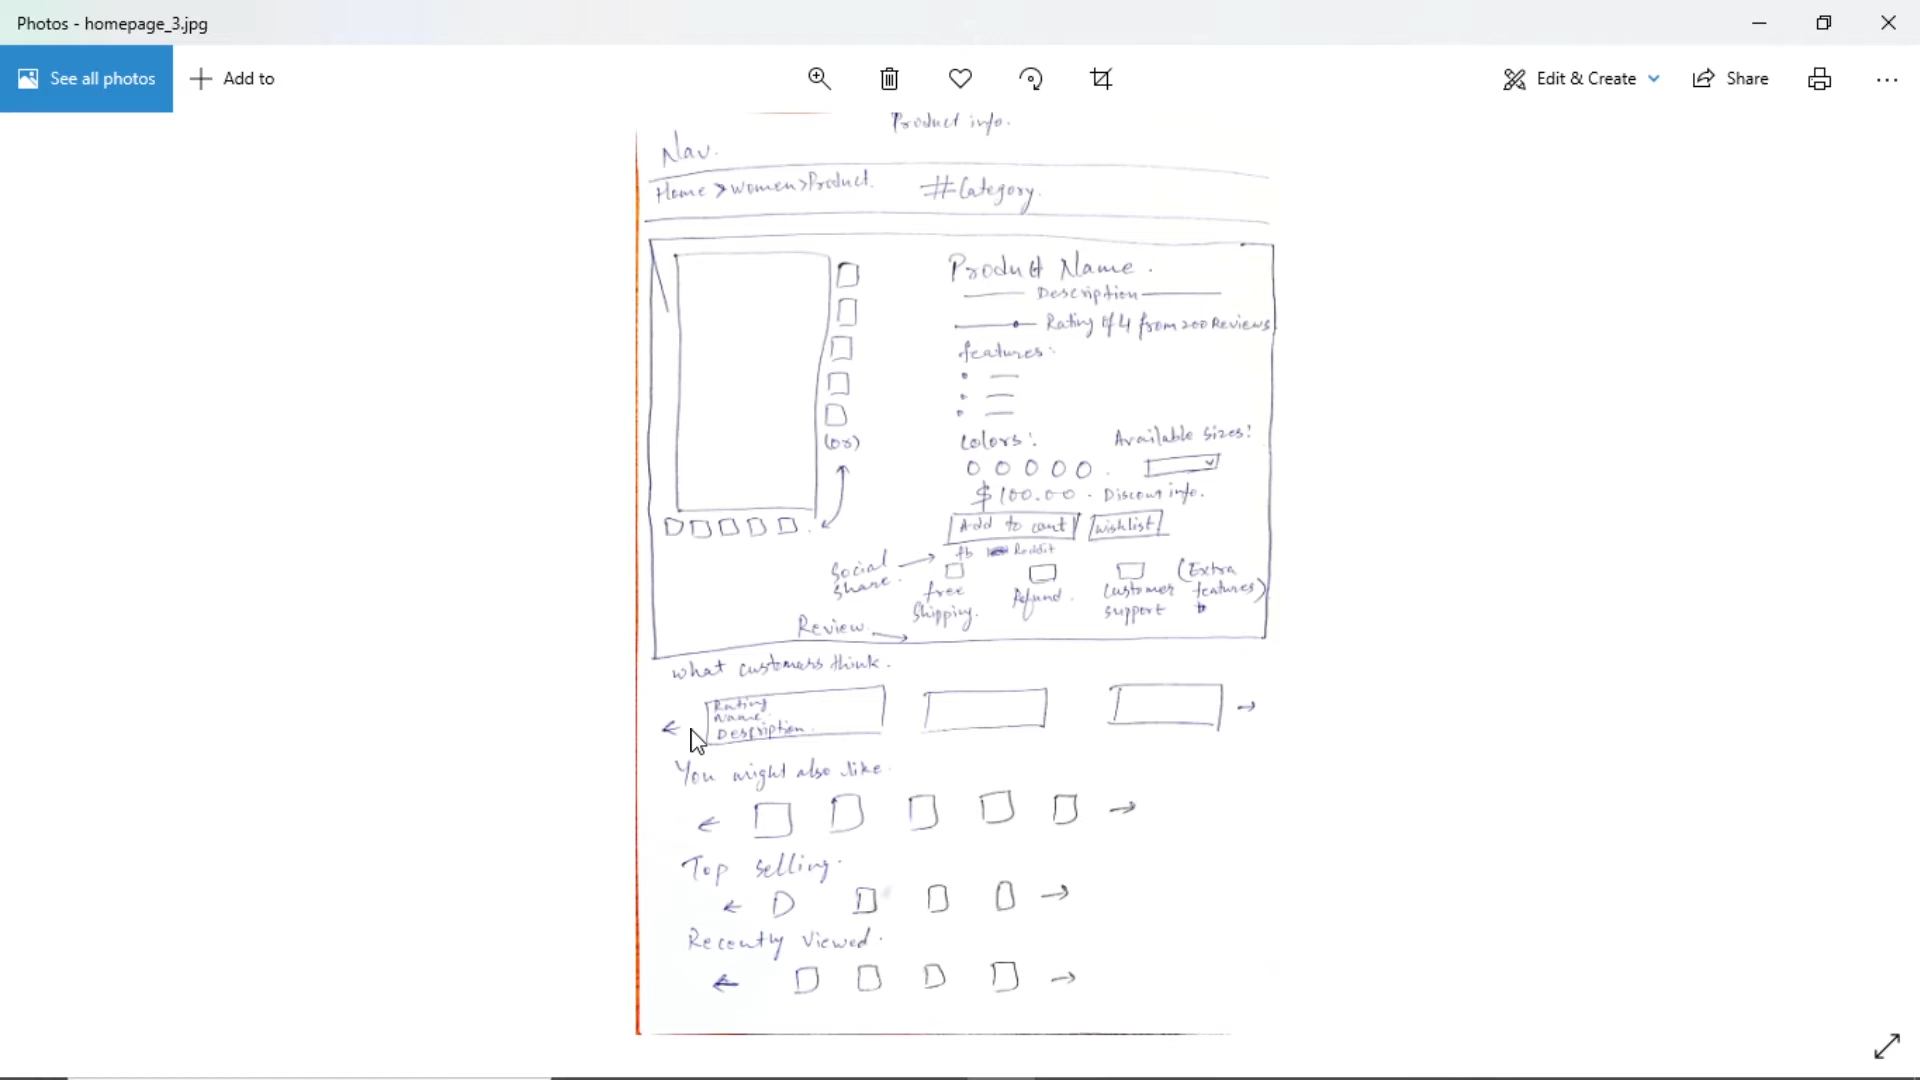 Photos - homepage_3.jpg
See all photos
Add to
Edit & Create
Share
Product info.
Nav.
Home > Women > Product.
#Category.
Product Name.
Description
Rating of 4 from 200 Reviews
features:
Colors:
Available sizes:
(or)
$100.00 - Discount info.
Add to cart
wishlist
Social share.
fb
Reddit
free Shipping.
Refund.
Customer support
(Extra features)
Review
What customers think.
Rating
Name.
Description.
You might also like.
Top selling.
Recently Viewed.